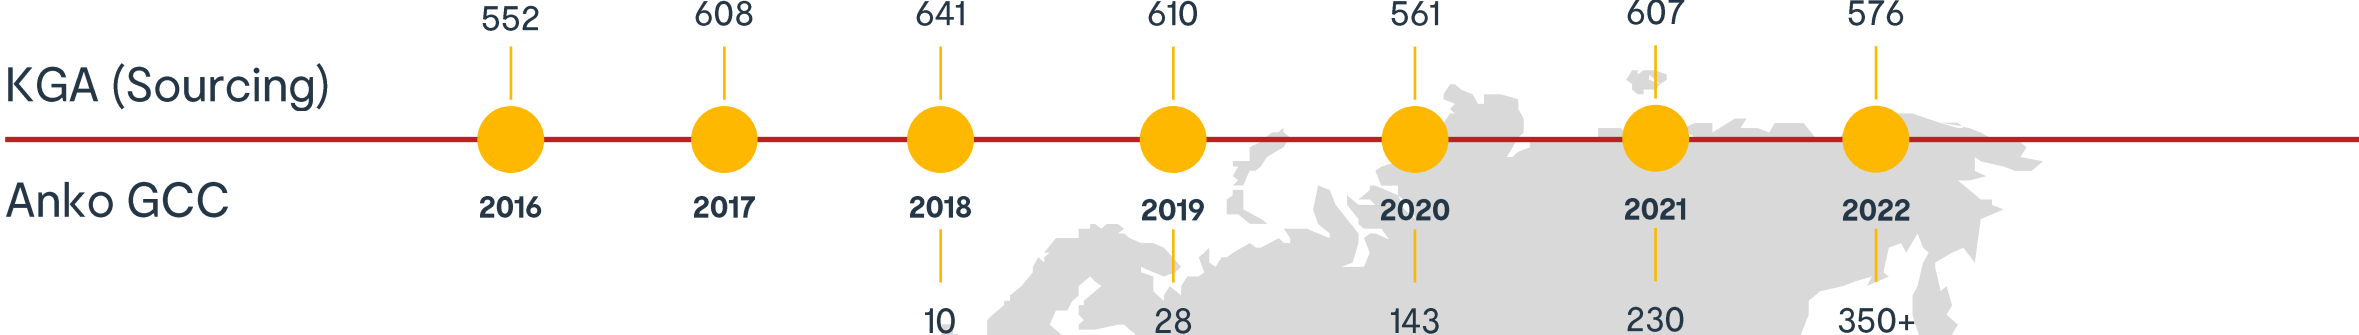 552 608 641 610 561 607 576
KGA (Sourcing)
Anko GCC
2016 2017 2018 2019 2020 2021 2022
10 28 143 230 350+